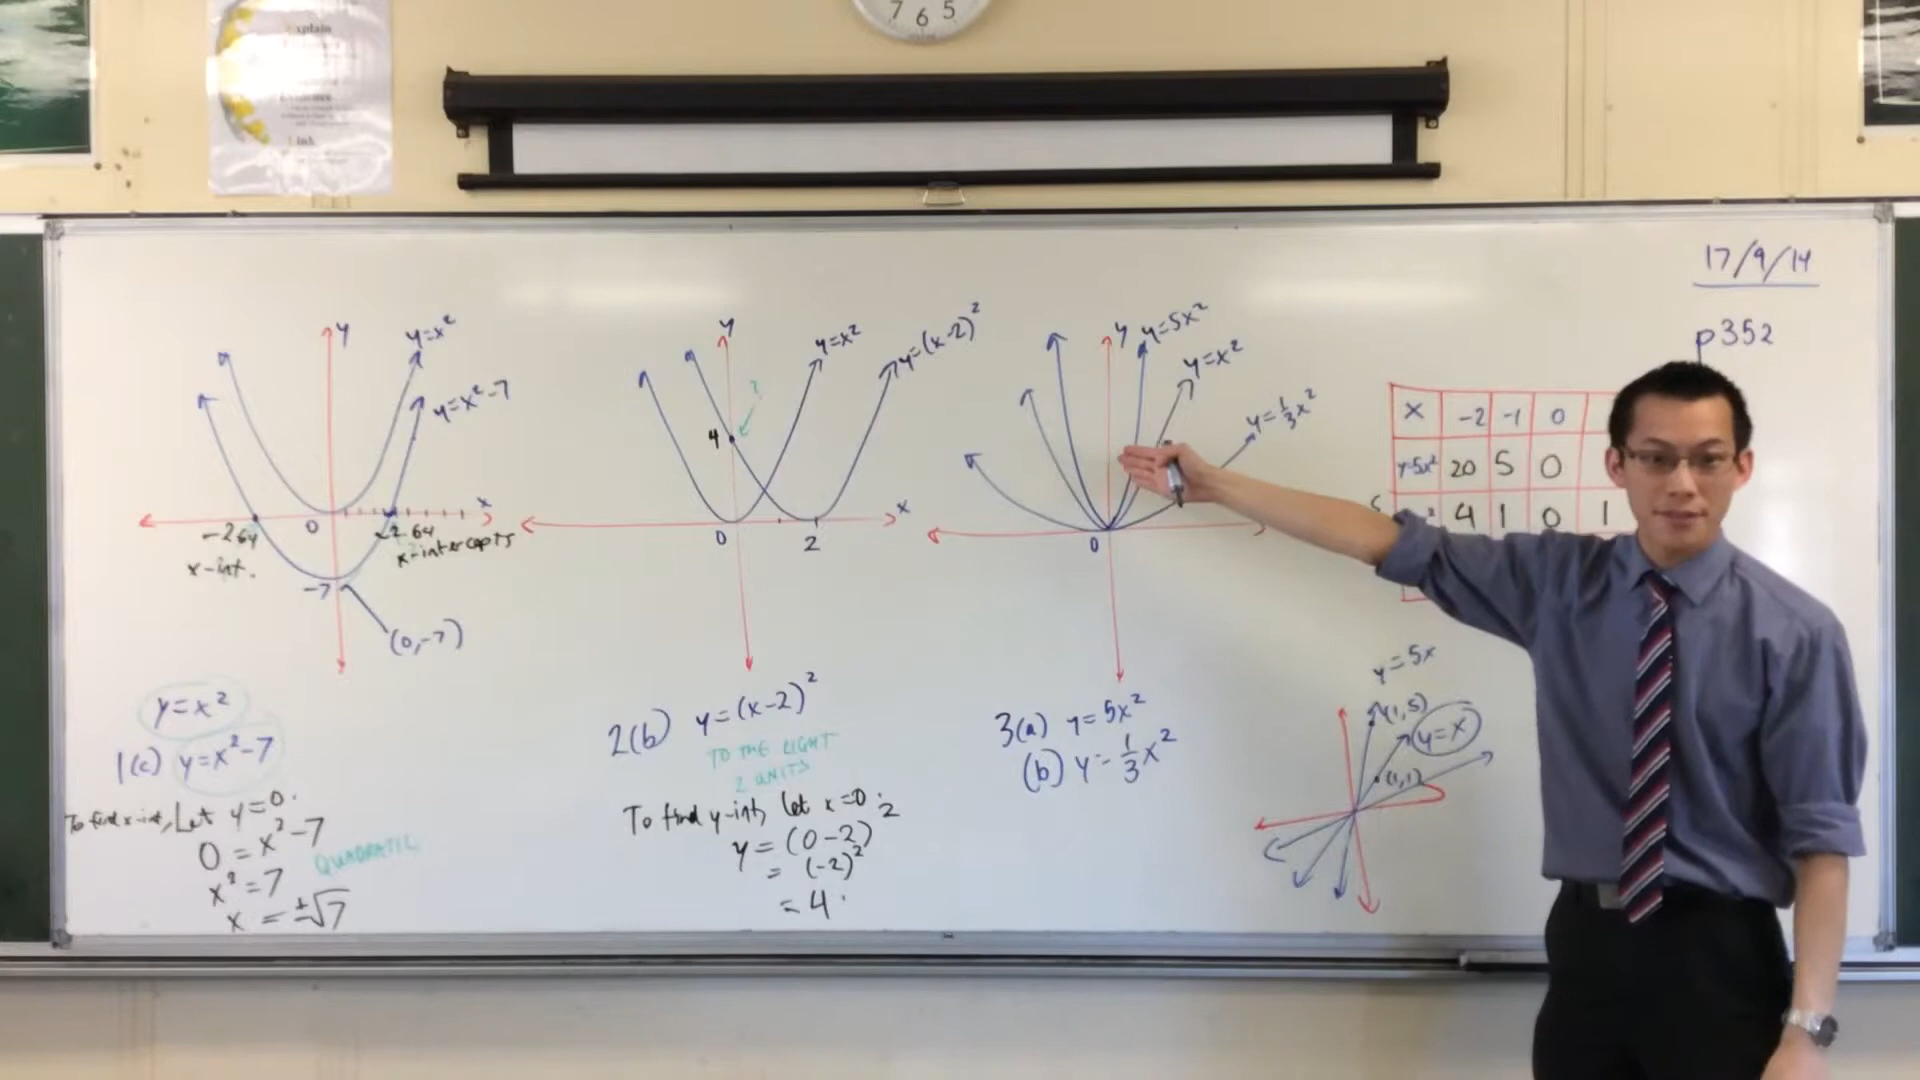 xplain
ink
7 6 5
17/9/14
p352
y
y=x²
y=x²-7
x
0
-2.64
x-int.
2.64
x-intercepts
-7
(0,-7)
y
y=x²
y=(x-2)²
?
4
x
0
2
y
y=5x²
y=x²
y=⅓x²
0
x -2 -1 0
y=5x² 20 5 0
² 4 1 0 1
y=x²
1(c) y=x²-7
To find x-int, Let y=0.
0=x²-7
x²=7
x=±√7
QUADRATIC
2(b) y=(x-2)²
TO THE RIGHT
2 UNITS
To find y-int, let x=0:
y=(0-2)²
=(-2)²
=4.
3(a) y=5x²
(b) y=⅓x²
y=5x
(1,5)
y=x
(1,1)